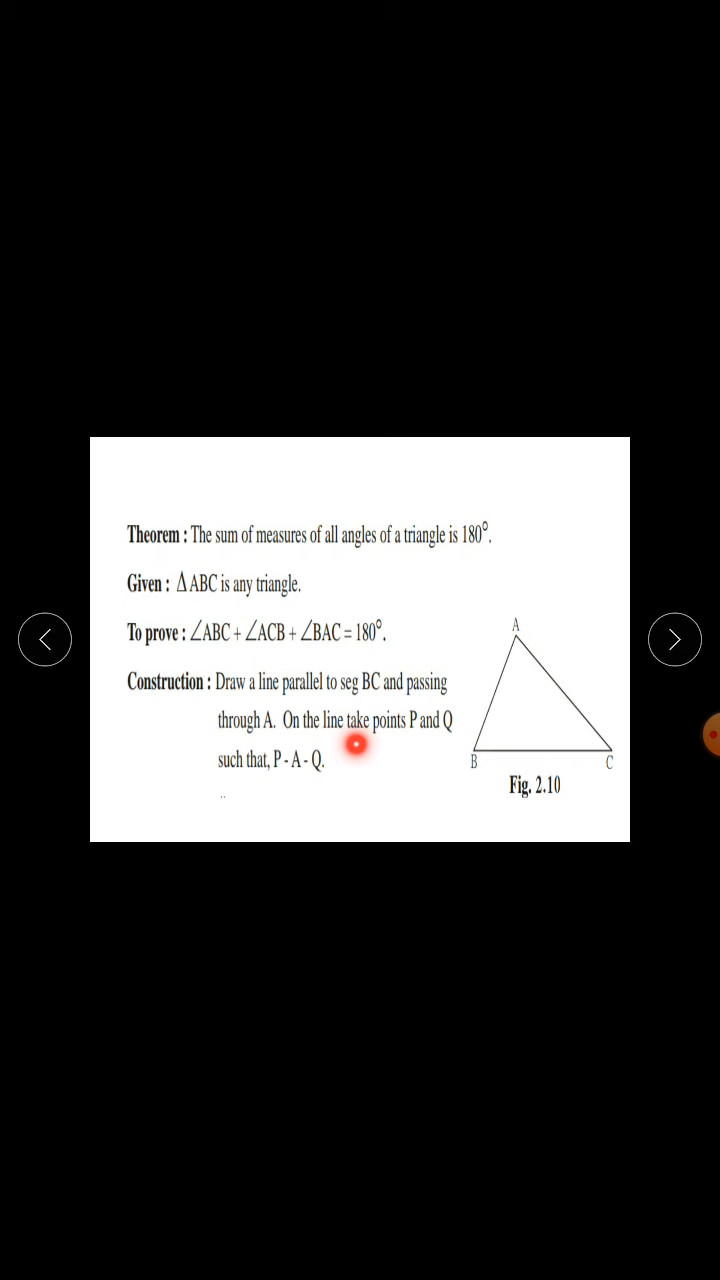 Theorem : The sum of measures of all angles of a triangle is 180°.
Given : Δ ABC is any triangle.
To prove : ∠ABC + ∠ACB + ∠BAC = 180°.
Construction : Draw a line parallel to seg BC and passing
through A. On the line take points P and Q
such that, P - A - Q.
A
B
C
Fig. 2.10